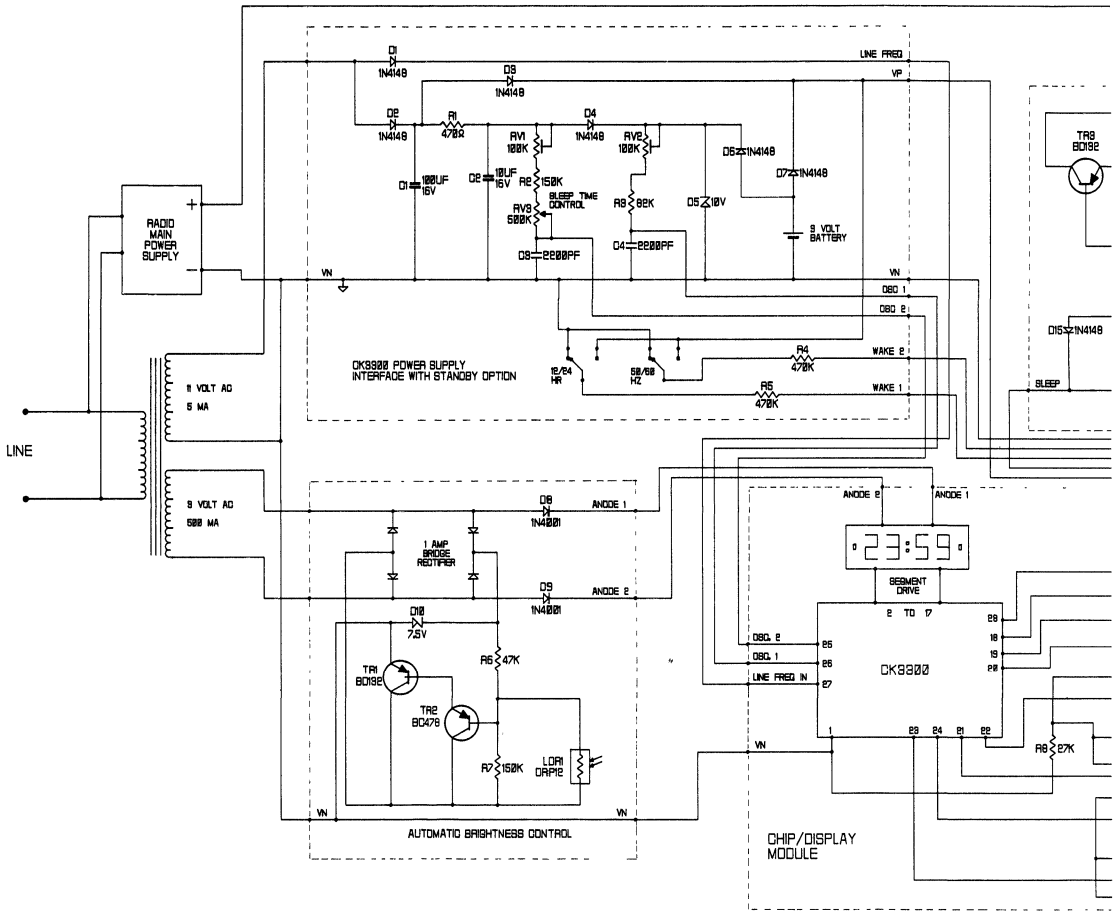 D1
1N4148
LINE FREQ
D3
1N4148
VP
D2
1N4148
R1
470Ω
RV1
100K
D4
1N4148
RV2
100K
D6
1N4148
TR3
BD132
C1
100UF
16V
C2
10UF
16V
R2
150K
SLEEP TIME
CONTROL
RV3
500K
R3
82K
D5
10V
D7
1N4148
9 VOLT
BATTERY
C3
2200PF
C4
2200PF
RADIO
MAIN
POWER
SUPPLY
+
−
VN
VN
OSC 1
OSC 2
D15
1N4148
CK3300 POWER SUPPLY
INTERFACE WITH STANDBY OPTION
12/24
HR
50/60
HZ
R4
470K
WAKE 2
R5
470K
WAKE 1
SLEEP
11 VOLT AC
5 MA
LINE
9 VOLT AC
500 MA
D8
1N4001
ANODE 1
ANODE 2
ANODE 1
1 AMP
BRIDGE
RECTIFIER
23:59
D9
1N4001
ANODE 2
SEGMENT
DRIVE
D10
7.5V
2 TO 17
28
18
19
20
OSC. 2
25
OSC. 1
26
LINE FREQ IN
27
CK3300
R6
47K
TR1
BD132
TR2
BC478
1
23
24
21
22
R8
27K
VN
R7
150K
LDR1
ORP12
VN
VN
AUTOMATIC BRIGHTNESS CONTROL
CHIP/DISPLAY
MODULE